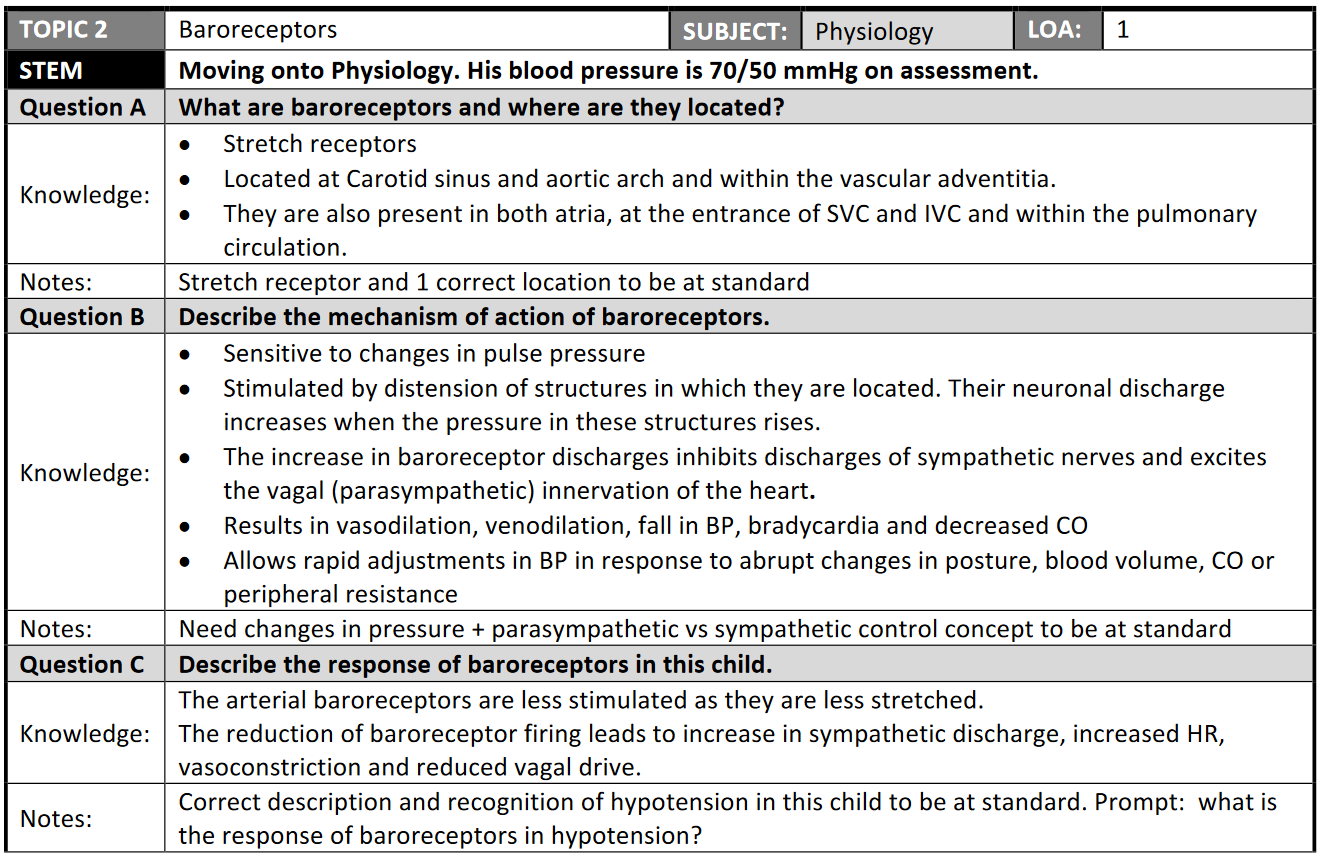 TOPIC 2 Baroreceptors SUBJECT: Physiology LOA: 1
STEM Moving onto Physiology. His blood pressure is 70/50 mmHg on assessment.
Question A What are baroreceptors and where are they located?
Knowledge:
• Stretch receptors
• Located at Carotid sinus and aortic arch and within the vascular adventitia.
• They are also present in both atria, at the entrance of SVC and IVC and within the pulmonary
circulation.
Notes: Stretch receptor and 1 correct location to be at standard
Question B Describe the mechanism of action of baroreceptors.
Knowledge:
• Sensitive to changes in pulse pressure
• Stimulated by distension of structures in which they are located. Their neuronal discharge
increases when the pressure in these structures rises.
• The increase in baroreceptor discharges inhibits discharges of sympathetic nerves and excites
the vagal (parasympathetic) innervation of the heart.
• Results in vasodilation, venodilation, fall in BP, bradycardia and decreased CO
• Allows rapid adjustments in BP in response to abrupt changes in posture, blood volume, CO or
peripheral resistance
Notes: Need changes in pressure + parasympathetic vs sympathetic control concept to be at standard
Question C Describe the response of baroreceptors in this child.
Knowledge:
The arterial baroreceptors are less stimulated as they are less stretched.
The reduction of baroreceptor firing leads to increase in sympathetic discharge, increased HR,
vasoconstriction and reduced vagal drive.
Notes:
Correct description and recognition of hypotension in this child to be at standard. Prompt: what is
the response of baroreceptors in hypotension?